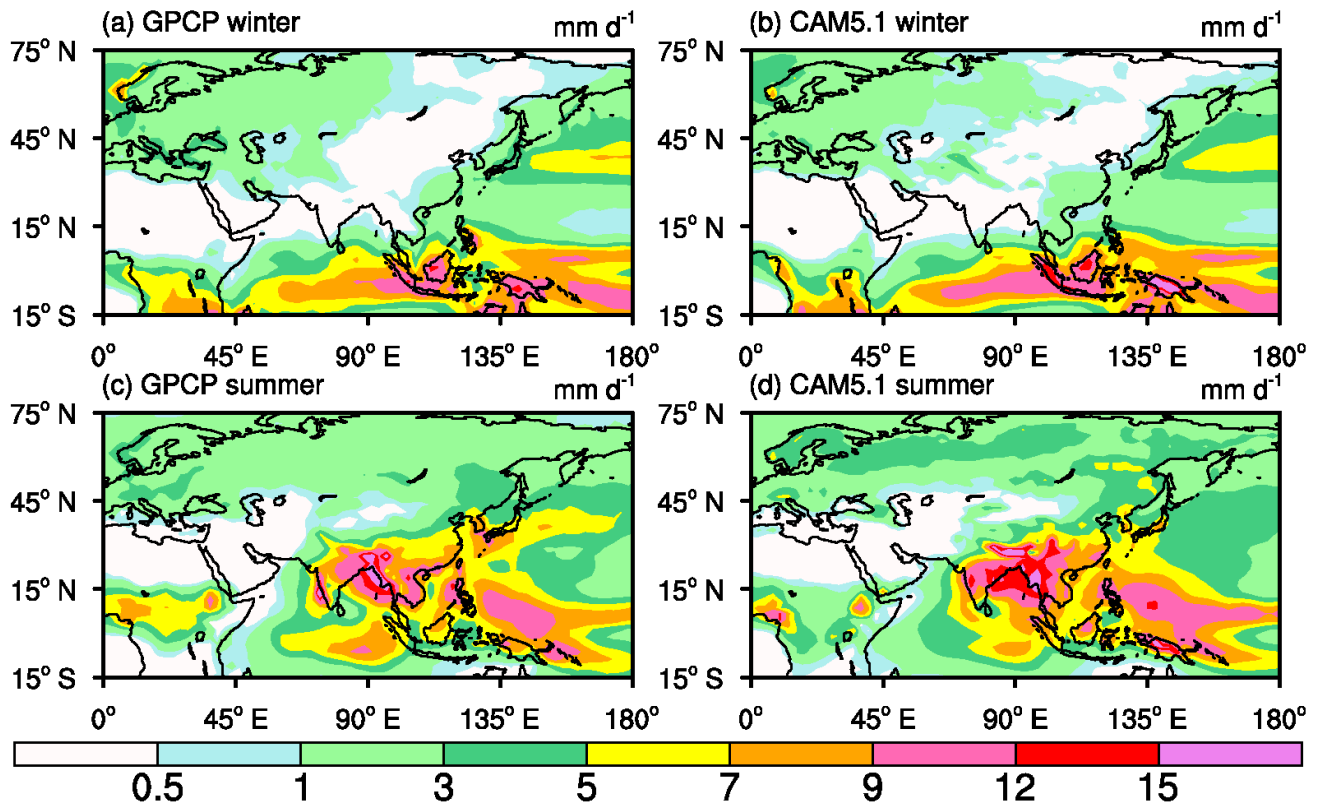 (a) GPCP winter mm d⁻¹ (b) CAM5.1 winter mm d⁻¹
75° N 75° N
45° N 45° N
15° N 15° N
15° S 15° S
0° 45° E 90° E 135° E 180° 0° 45° E 90° E 135° E 180°
(c) GPCP summer mm d⁻¹ (d) CAM5.1 summer mm d⁻¹
75° N 75° N
45° N 45° N
15° N 15° N
15° S 15° S
0° 45° E 90° E 135° E 180° 0° 45° E 90° E 135° E 180°
0.5 1 3 5 7 9 12 15